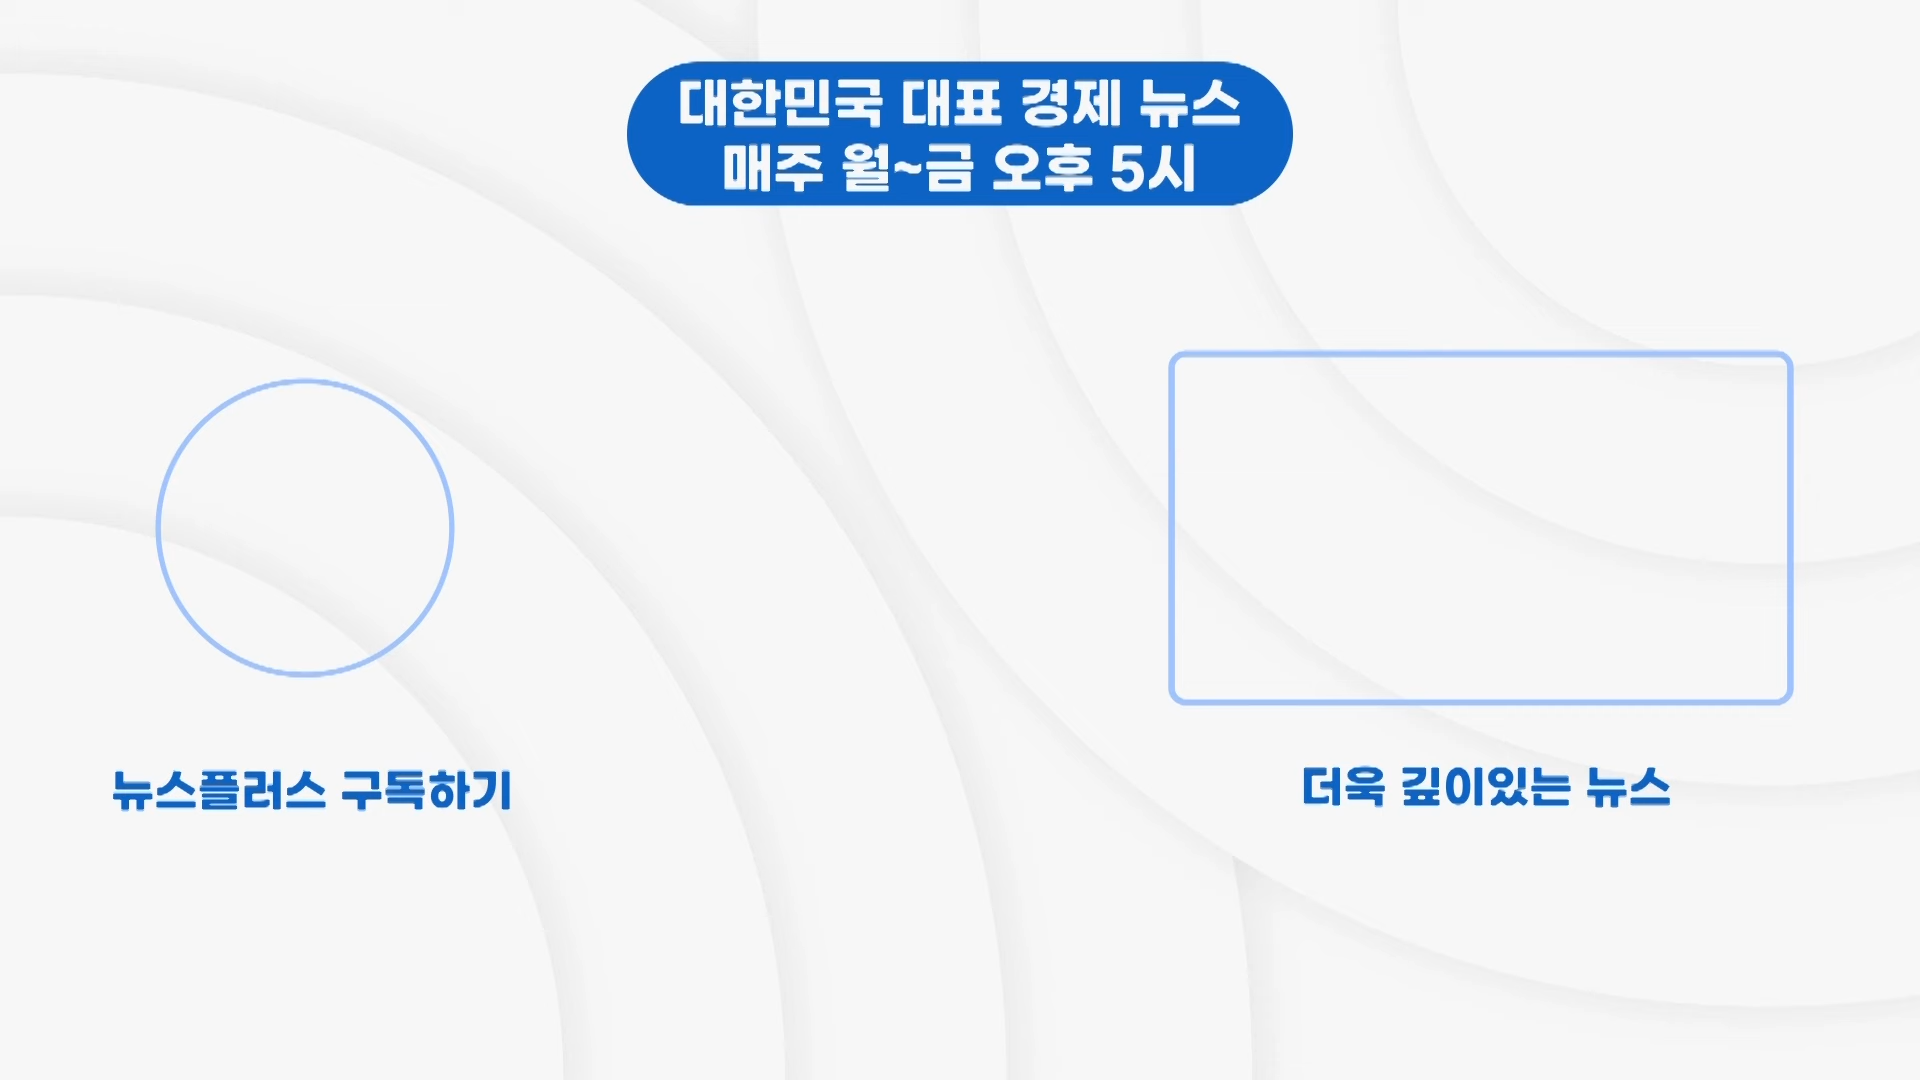 대한민국 대표 경제 뉴스
매주 월~금 오후 5시
뉴스플러스 구독하기
더욱 깊이있는 뉴스